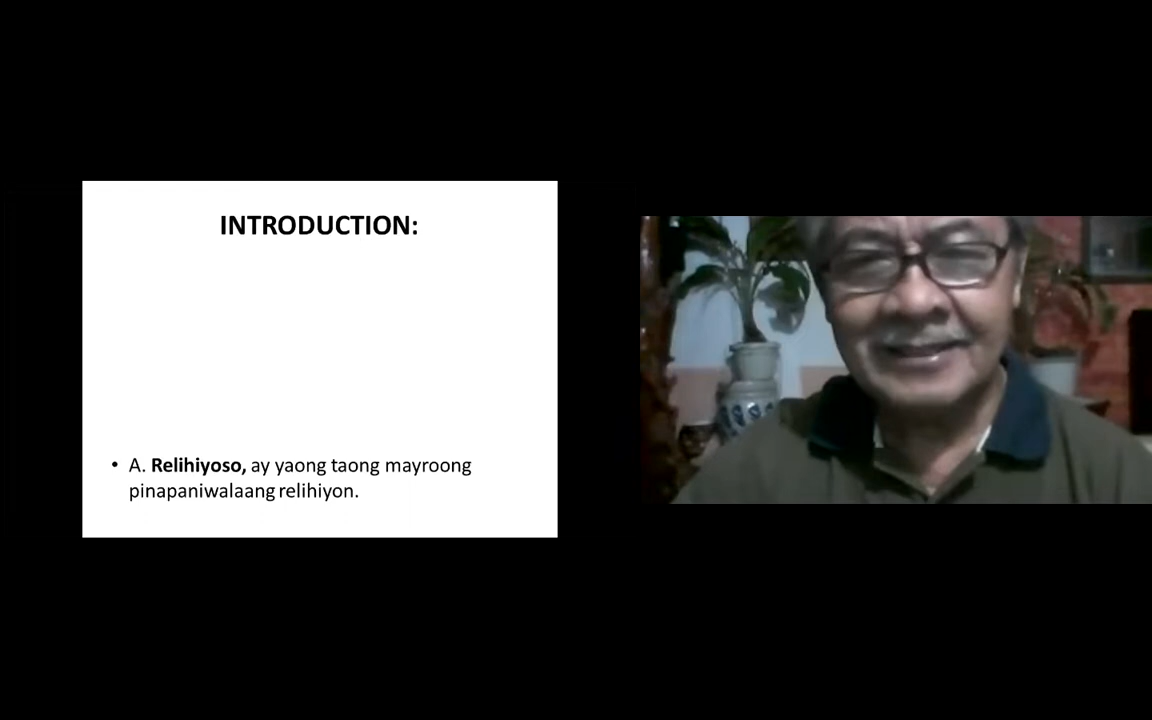 INTRODUCTION:
• A. Relihiyoso, ay yaong taong mayroong
pinapaniwalaang relihiyon.